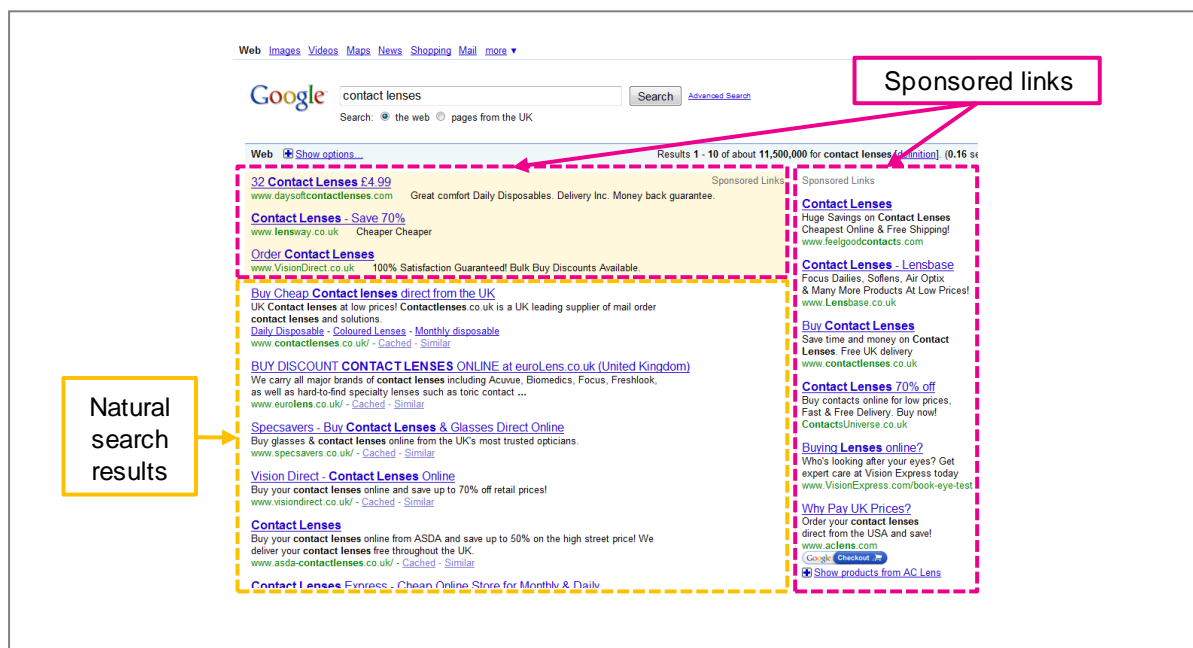 Web Images Videos Maps News Shopping Mail more ▼
Sponsored links
Google contact lenses Search Advanced Search
Search: the web pages from the UK
Web Show options... Results 1 - 10 of about 11,500,000 for contact lenses [definition]. (0.16 se
32 Contact Lenses £4.99 Sponsored Links
www.daysoftcontactlenses.com Great comfort Daily Disposables. Delivery Inc. Money back guarantee.
Contact Lenses - Save 70%
www.lensway.co.uk Cheaper Cheaper
Order Contact Lenses
www.VisionDirect.co.uk 100% Satisfaction Guaranteed! Bulk Buy Discounts Available.
Buy Cheap Contact lenses direct from the UK
UK Contact lenses at low prices! Contactlenses.co.uk is a UK leading supplier of mail order
contact lenses and solutions.
Daily Disposable - Coloured Lenses - Monthly disposable
www.contactlenses.co.uk/ - Cached - Similar
BUY DISCOUNT CONTACT LENSES ONLINE at euroLens.co.uk (United Kingdom)
We carry all major brands of contact lenses including Acuvue, Biomedics, Focus, Freshlook,
as well as hard-to-find specialty lenses such as toric contact ...
www.eurolens.co.uk/ - Cached - Similar
Specsavers - Buy Contact Lenses & Glasses Direct Online
Buy glasses & contact lenses online from the UK's most trusted opticians.
www.specsavers.co.uk/ - Cached - Similar
Vision Direct - Contact Lenses Online
Buy your contact lenses online and save up to 70% off retail prices!
www.visiondirect.co.uk/ - Cached - Similar
Contact Lenses
Buy your contact lenses online from ASDA and save up to 50% on the high street price! We
deliver your contact lenses free throughout the UK.
www.asda-contactlenses.co.uk/ - Cached - Similar
Contact Lenses Express - Cheap Online Store for Monthly & Daily
Natural
search
results
Sponsored Links
Contact Lenses
Huge Savings on Contact Lenses
Cheapest Online & Free Shipping!
www.feelgoodcontacts.com
Contact Lenses - Lensbase
Focus Dailies, Soflens, Air Optix
& Many More Products At Low Prices!
www.Lensbase.co.uk
Buy Contact Lenses
Save time and money on Contact
Lenses. Free UK delivery
www.contactlenses.co.uk
Contact Lenses 70% off
Buy contacts online for low prices,
Fast & Free Delivery. Buy now!
ContactsUniverse.co.uk
Buying Lenses online?
Who's looking after your eyes? Get
expert care at Vision Express today
www.VisionExpress.com/book-eye-test
Why Pay UK Prices?
Order your contact lenses
direct from the USA and save!
www.aclens.com
Google Checkout
Show products from AC Lens